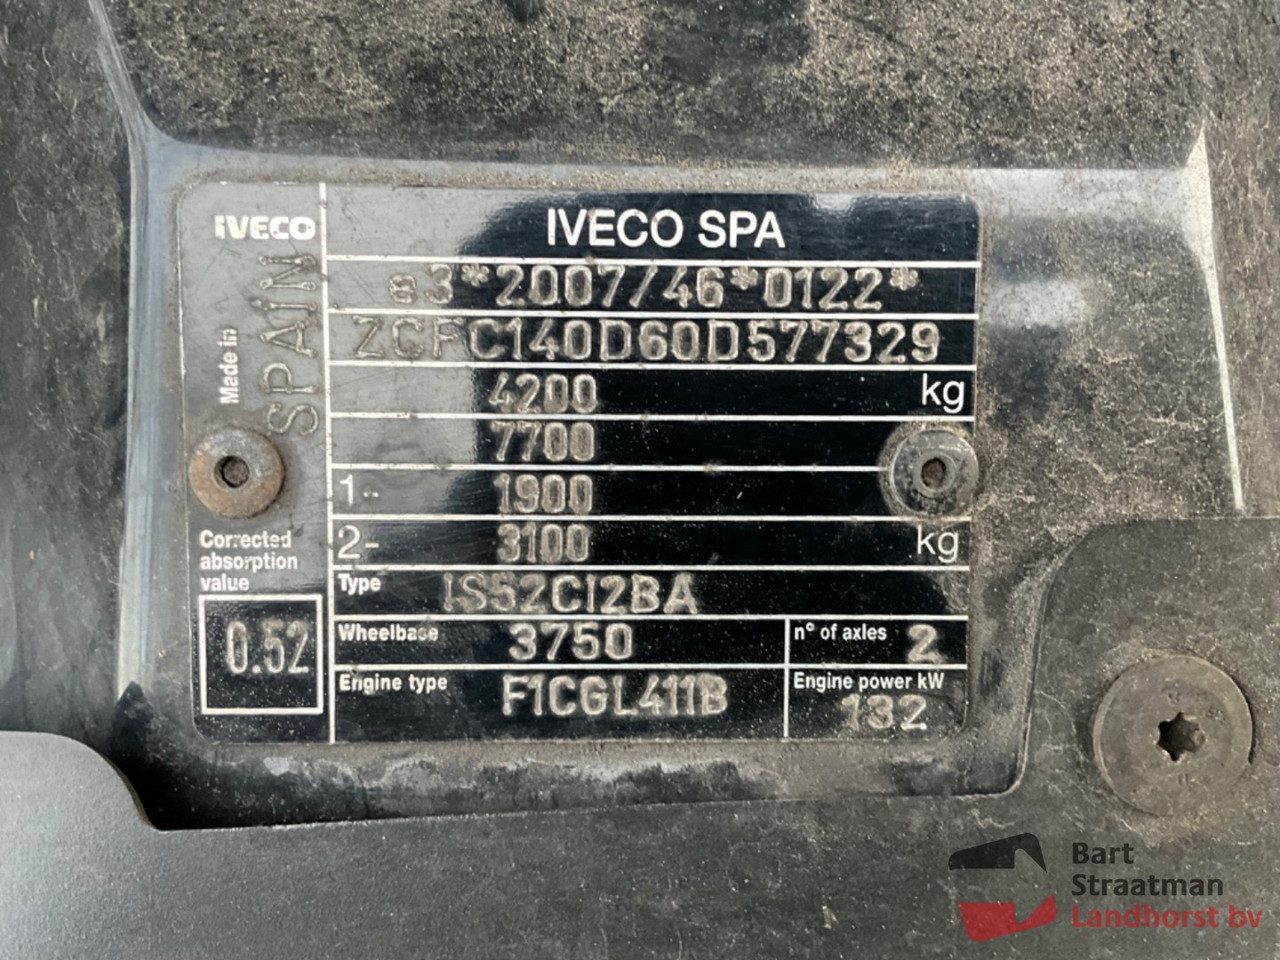 IVECO
IVECO SPA
Made in
SPAIN
e3*2007/46*0122*
ZCFC140D60D577329
4200 kg
7700
1- 1900
2- 3100 kg
Corrected
absorption
value
0.52
Type IS52CI2BA
Wheelbase 3750 n° of axles 2
Engine type F1CGL411B Engine power kW
132
Bart
Straatman
Landhorst bv